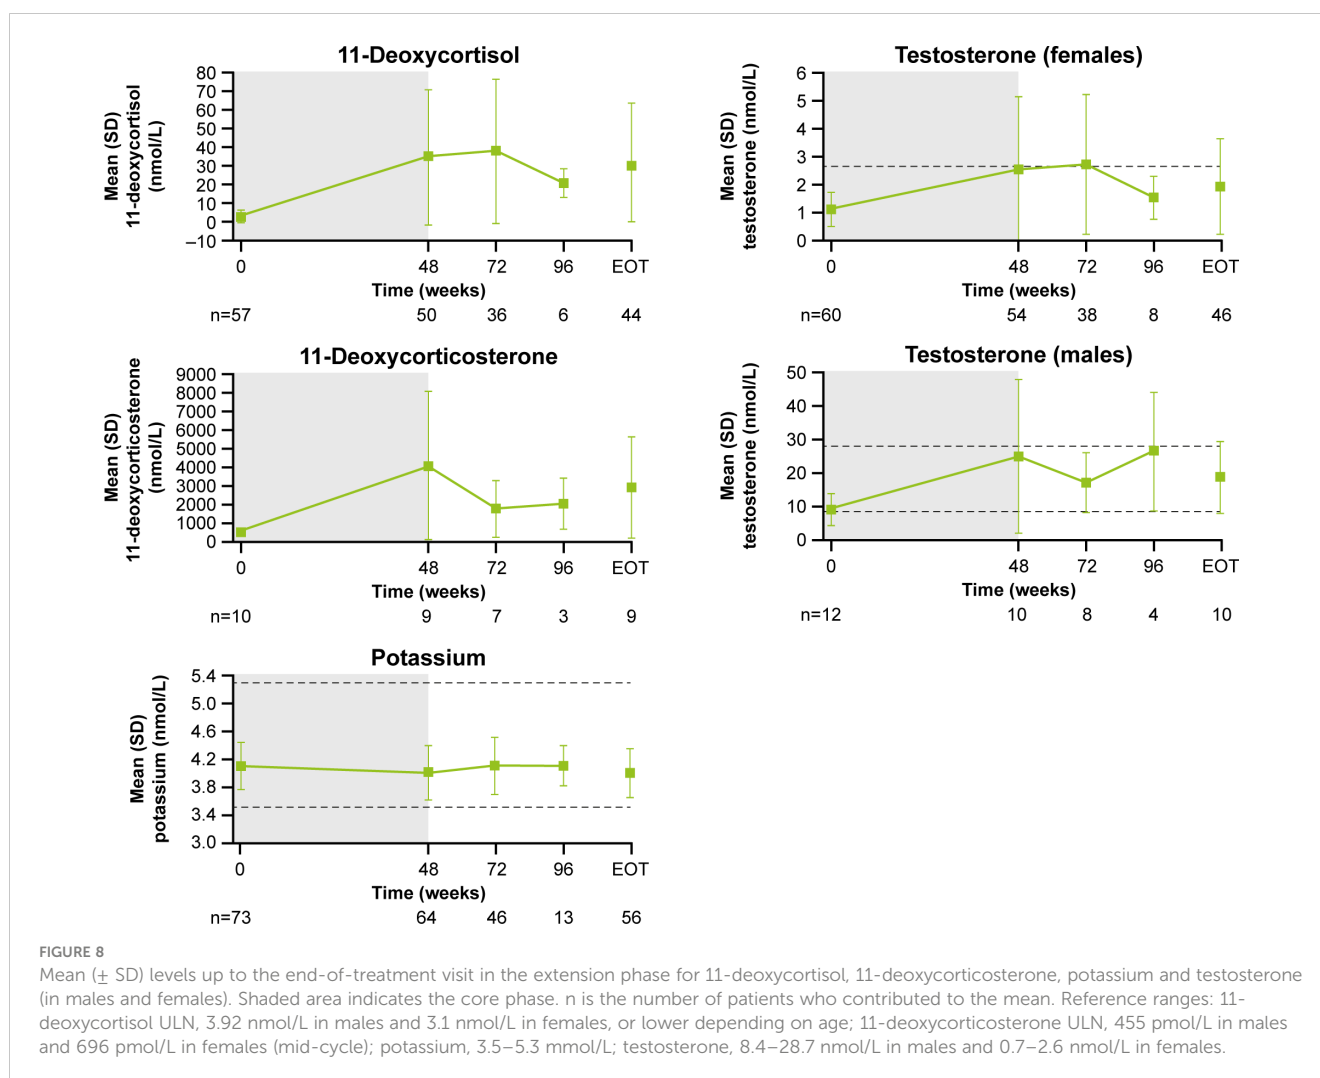 11-Deoxycortisol
Mean (SD)
11-deoxycortisol
(nmol/L)
80
70
60
50
40
30
20
10
0
–10
0 48 72 96 EOT
Time (weeks)
n=57 50 36 6 44
Testosterone (females)
Mean (SD)
testosterone (nmol/L)
6
5
4
3
2
1
0
0 48 72 96 EOT
Time (weeks)
n=60 54 38 8 46
11-Deoxycorticosterone
Mean (SD)
11-deoxycorticosterone
(nmol/L)
9000
8000
7000
6000
5000
4000
3000
2000
1000
0
0 48 72 96 EOT
Time (weeks)
n=10 9 7 3 9
Testosterone (males)
Mean (SD)
testosterone (nmol/L)
50
40
30
20
10
0
0 48 72 96 EOT
Time (weeks)
n=12 10 8 4 10
Potassium
Mean (SD)
potassium (nmol/L)
5.4
5.0
4.6
4.2
3.8
3.4
3.0
0 48 72 96 EOT
Time (weeks)
n=73 64 46 13 56
FIGURE 8
Mean (± SD) levels up to the end-of-treatment visit in the extension phase for 11-deoxycortisol, 11-deoxycorticosterone, potassium and testosterone
(in males and females). Shaded area indicates the core phase. n is the number of patients who contributed to the mean. Reference ranges: 11-
deoxycortisol ULN, 3.92 nmol/L in males and 3.1 nmol/L in females, or lower depending on age; 11-deoxycorticosterone ULN, 455 pmol/L in males
and 696 pmol/L in females (mid-cycle); potassium, 3.5–5.3 mmol/L; testosterone, 8.4–28.7 nmol/L in males and 0.7–2.6 nmol/L in females.